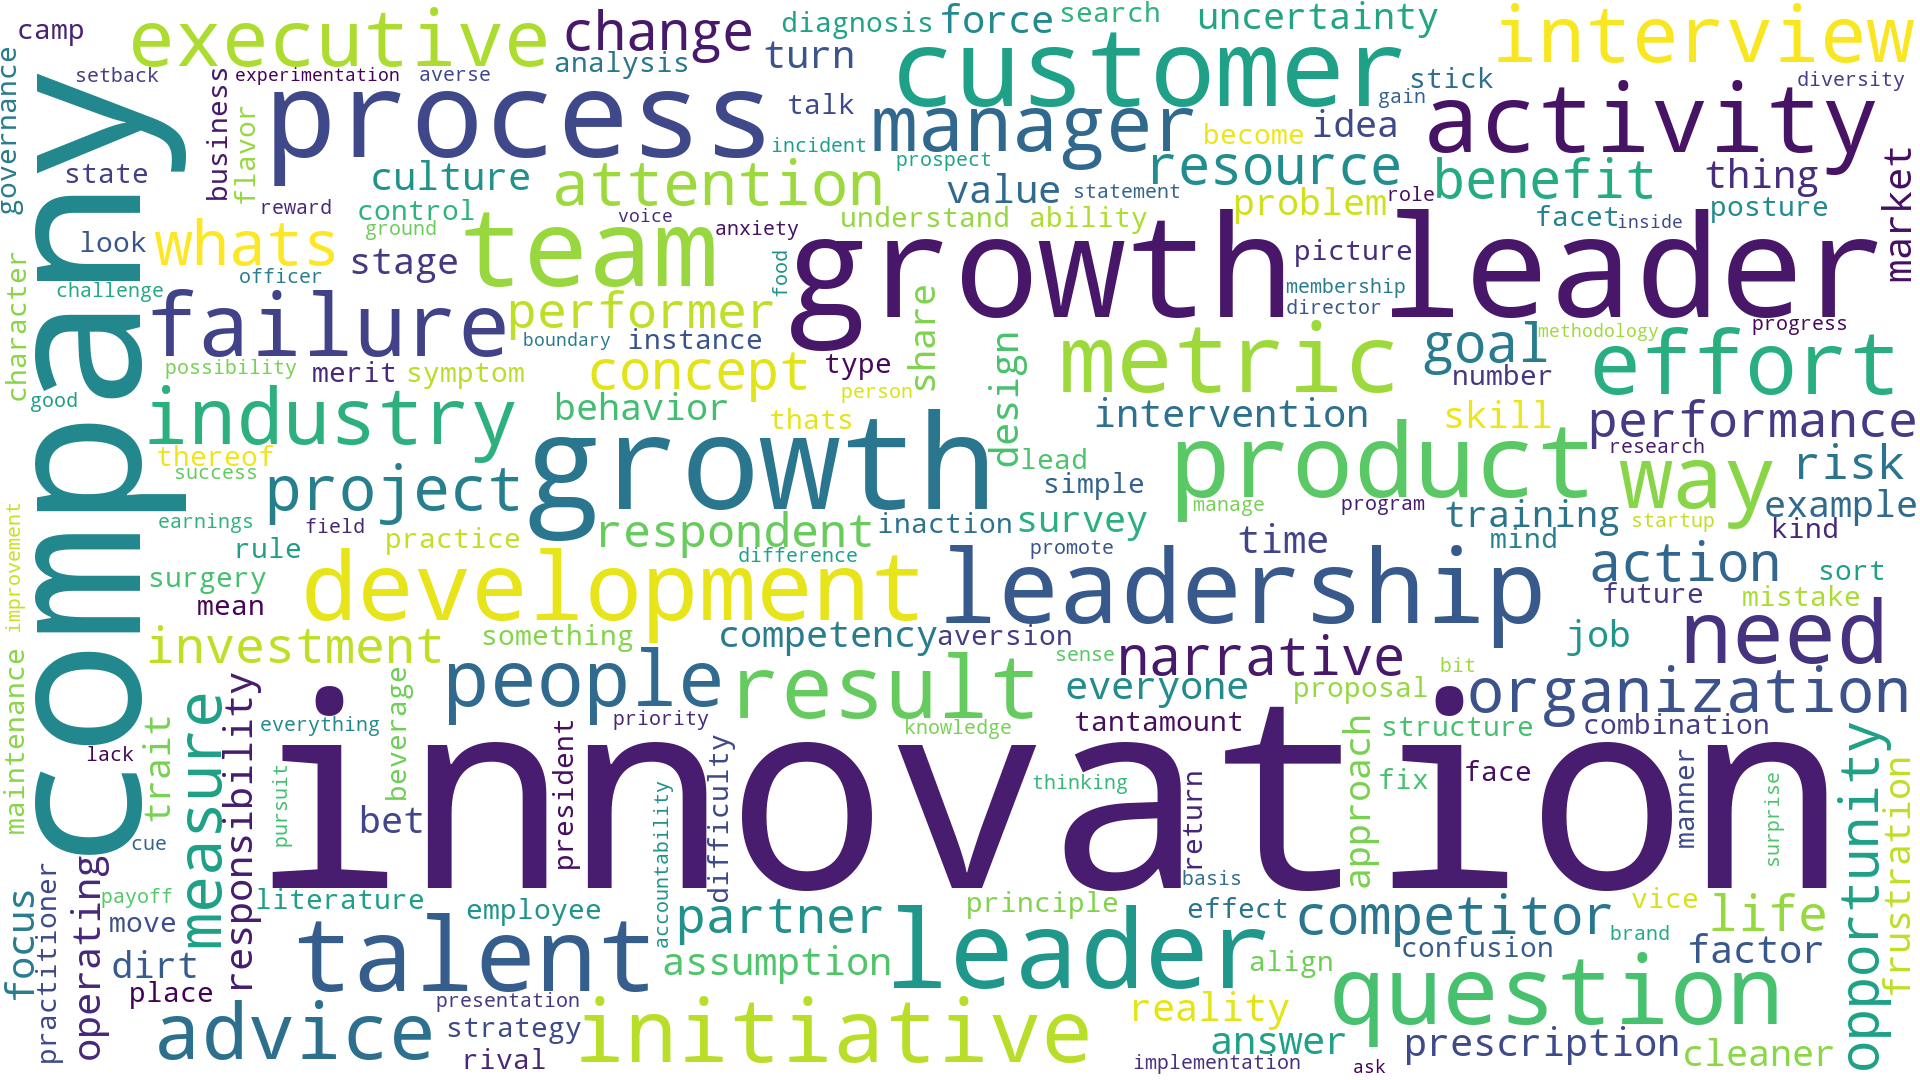 camp
executive
change
diagnosis
force
search
uncertainty
interview
governance
setback
experimentation
averse
analysis
turn
customer
stick
diversity
company
business
flavor
process
talk
manager
gain
activity
incident
become
idea
state
culture
attention
prospect
resource
benefit
thing
market
reward
control
value
statement
problem
role
posture
look
whats
ground
voice
anxiety
understand
ability
facet
inside
stage
team
growth leader
picture
character
challenge
officer
food
membership
director
failure
performer
share
goal
methodology
progress
boundary
instance
possibility
merit
symptom
concept
type
design
metric
number
effort
good
person
industry
behavior
thats
growth
intervention
skill
performance
thereof
product
research
success
project
lead
way
risk
simple
improvement
earnings
field
respondent
inaction
survey
manage
program
training
startup
example
rule
practice
difference
promote
time
mind
kind
surgery
development
leadership
action
sort
mean
future
mistake
maintenance
investment
something
competency
aversion
job
need
people
result
sense
narrative
bit
measure
responsibility
beverage
everyone
proposal
organization
trait
everything
president
priority
knowledge
tantamount
approach
structure
combination
opportunity
lack
pursuit
bet
innovation
accountability
difficulty
thinking
return
fix
face
manner
surprise
frustration
cue
focus
practitioner
operating
payoff
literature
basis
move
employee
partner
principle
effect
competitor
vice
life
dirt
talent
assumption
leader
align
confusion
brand
factor
place
presentation
question
advice
strategy
initiative
reality
answer
prescription
cleaner
rival
implementation
ask